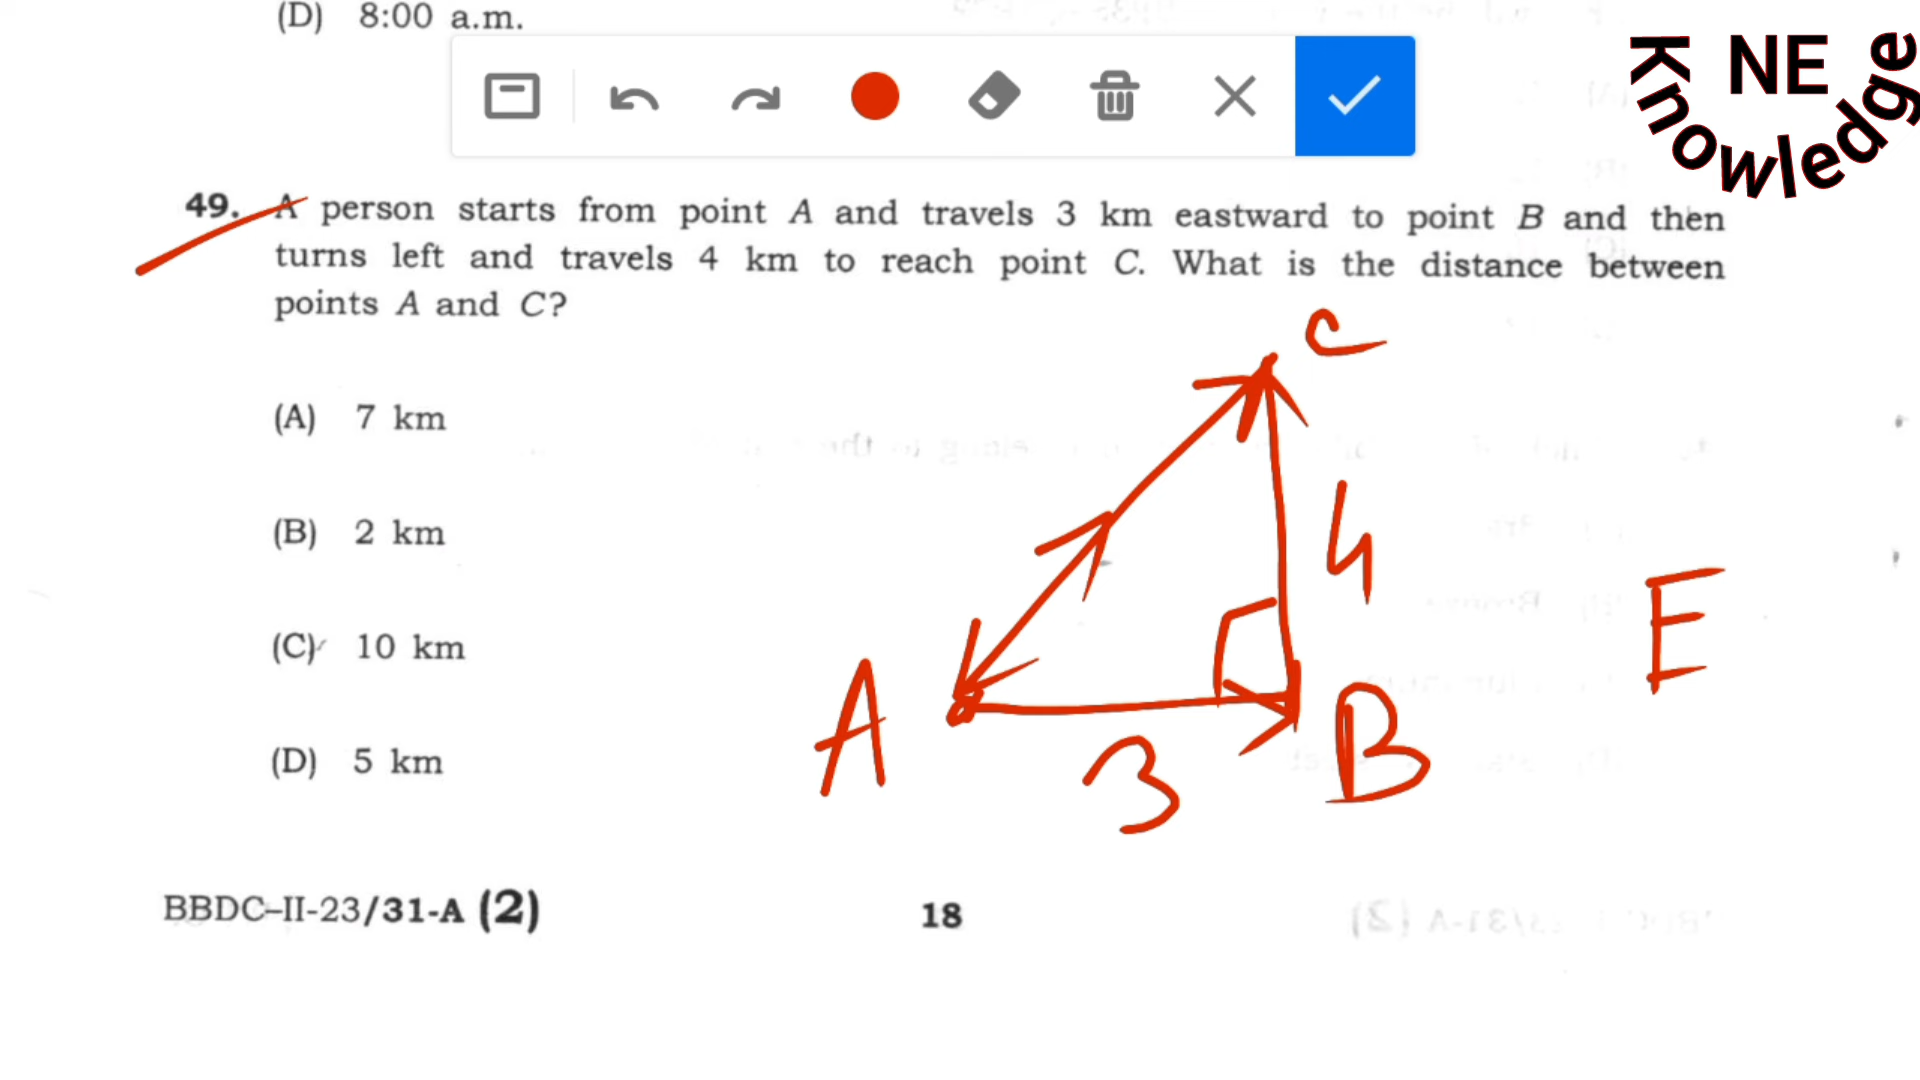 (D) 8:00 a.m.
NE
Knowledge
49. A person starts from point A and travels 3 km eastward to point B and then
turns left and travels 4 km to reach point C. What is the distance between
points A and C?
C
(A) 7 km
4
(B) 2 km
E
(C) 10 km
A
B
3
(D) 5 km
BBDC–II-23/31-A (2)
18